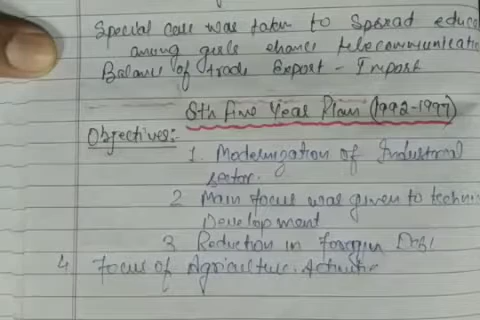 Special care was taken to Spread educ
among girls chance telecommunicatio
Balance of trade Export - Import
8th five Year Plan (1992-1997)
Objectives:
1. Modernization of Industrial
sector.
2 Main focus was given to techni
Development
3 Reduction in Foreign Debt
4 Focus of Agriculture. Activitie